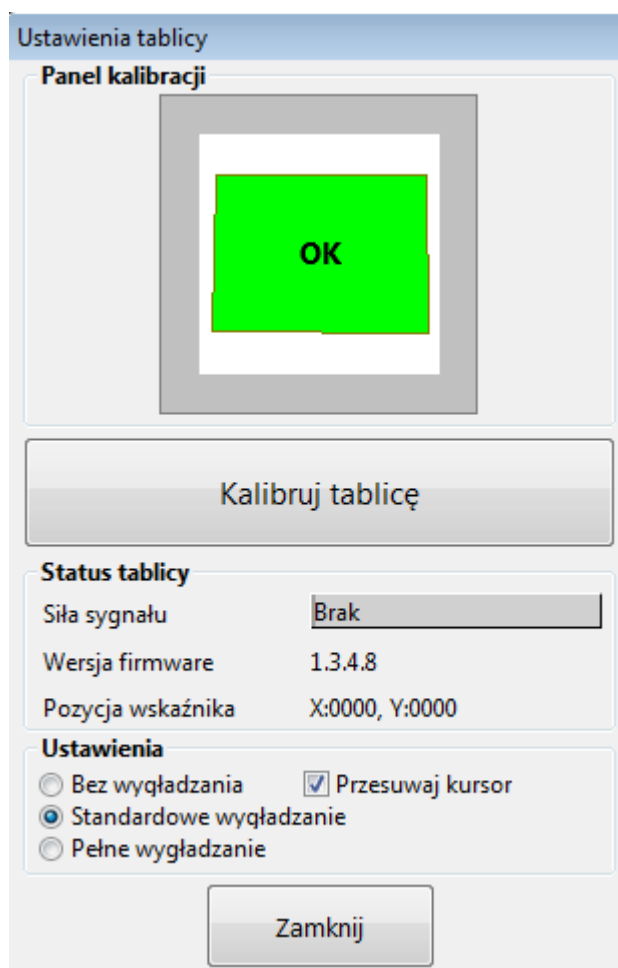 Ustawienia tablicy
Panel kalibracji
OK
Kalibruj tablicę
Status tablicy
Siła sygnału Brak
Wersja firmware 1.3.4.8
Pozycja wskaźnika X:0000, Y:0000
Ustawienia
Bez wygładzania Przesuwaj kursor
Standardowe wygładzanie
Pełne wygładzanie
Zamknij